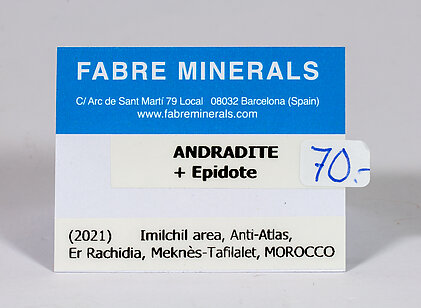 FABRE MINERALS
C/ Arc de Sant Martí 79 Local 08032 Barcelona (Spain)
www.fabreminerals.com
ANDRADITE
+ Epidote
70.-
(2021) Imilchil area, Anti-Atlas,
Er Rachidia, Meknès-Tafilalet, MOROCCO